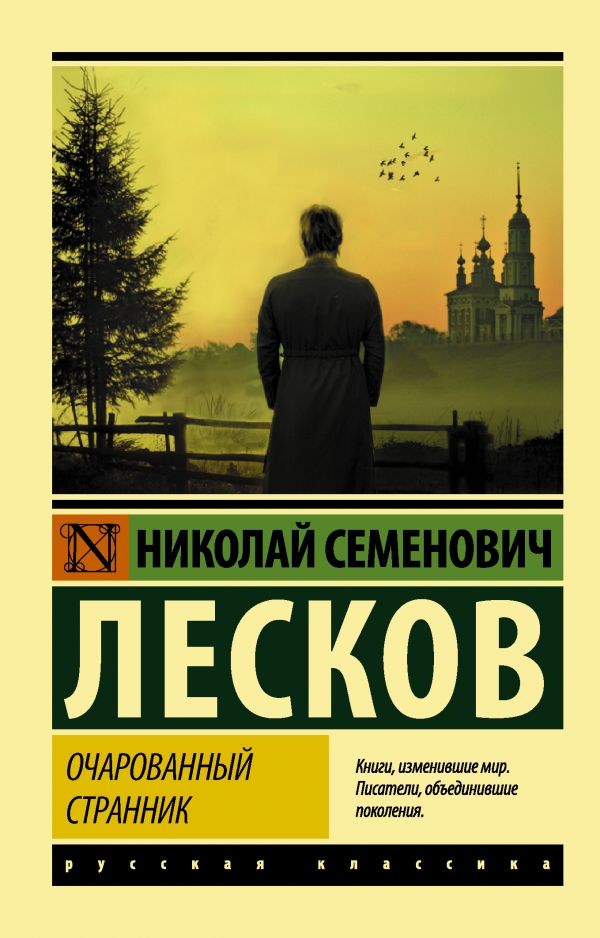 N
НИКОЛАЙ СЕМЕНОВИЧ
ЛЕСКОВ
ОЧАРОВАННЫЙ
СТРАННИК
Книги, изменившие мир.
Писатели, объединившие
поколения.
русская классика